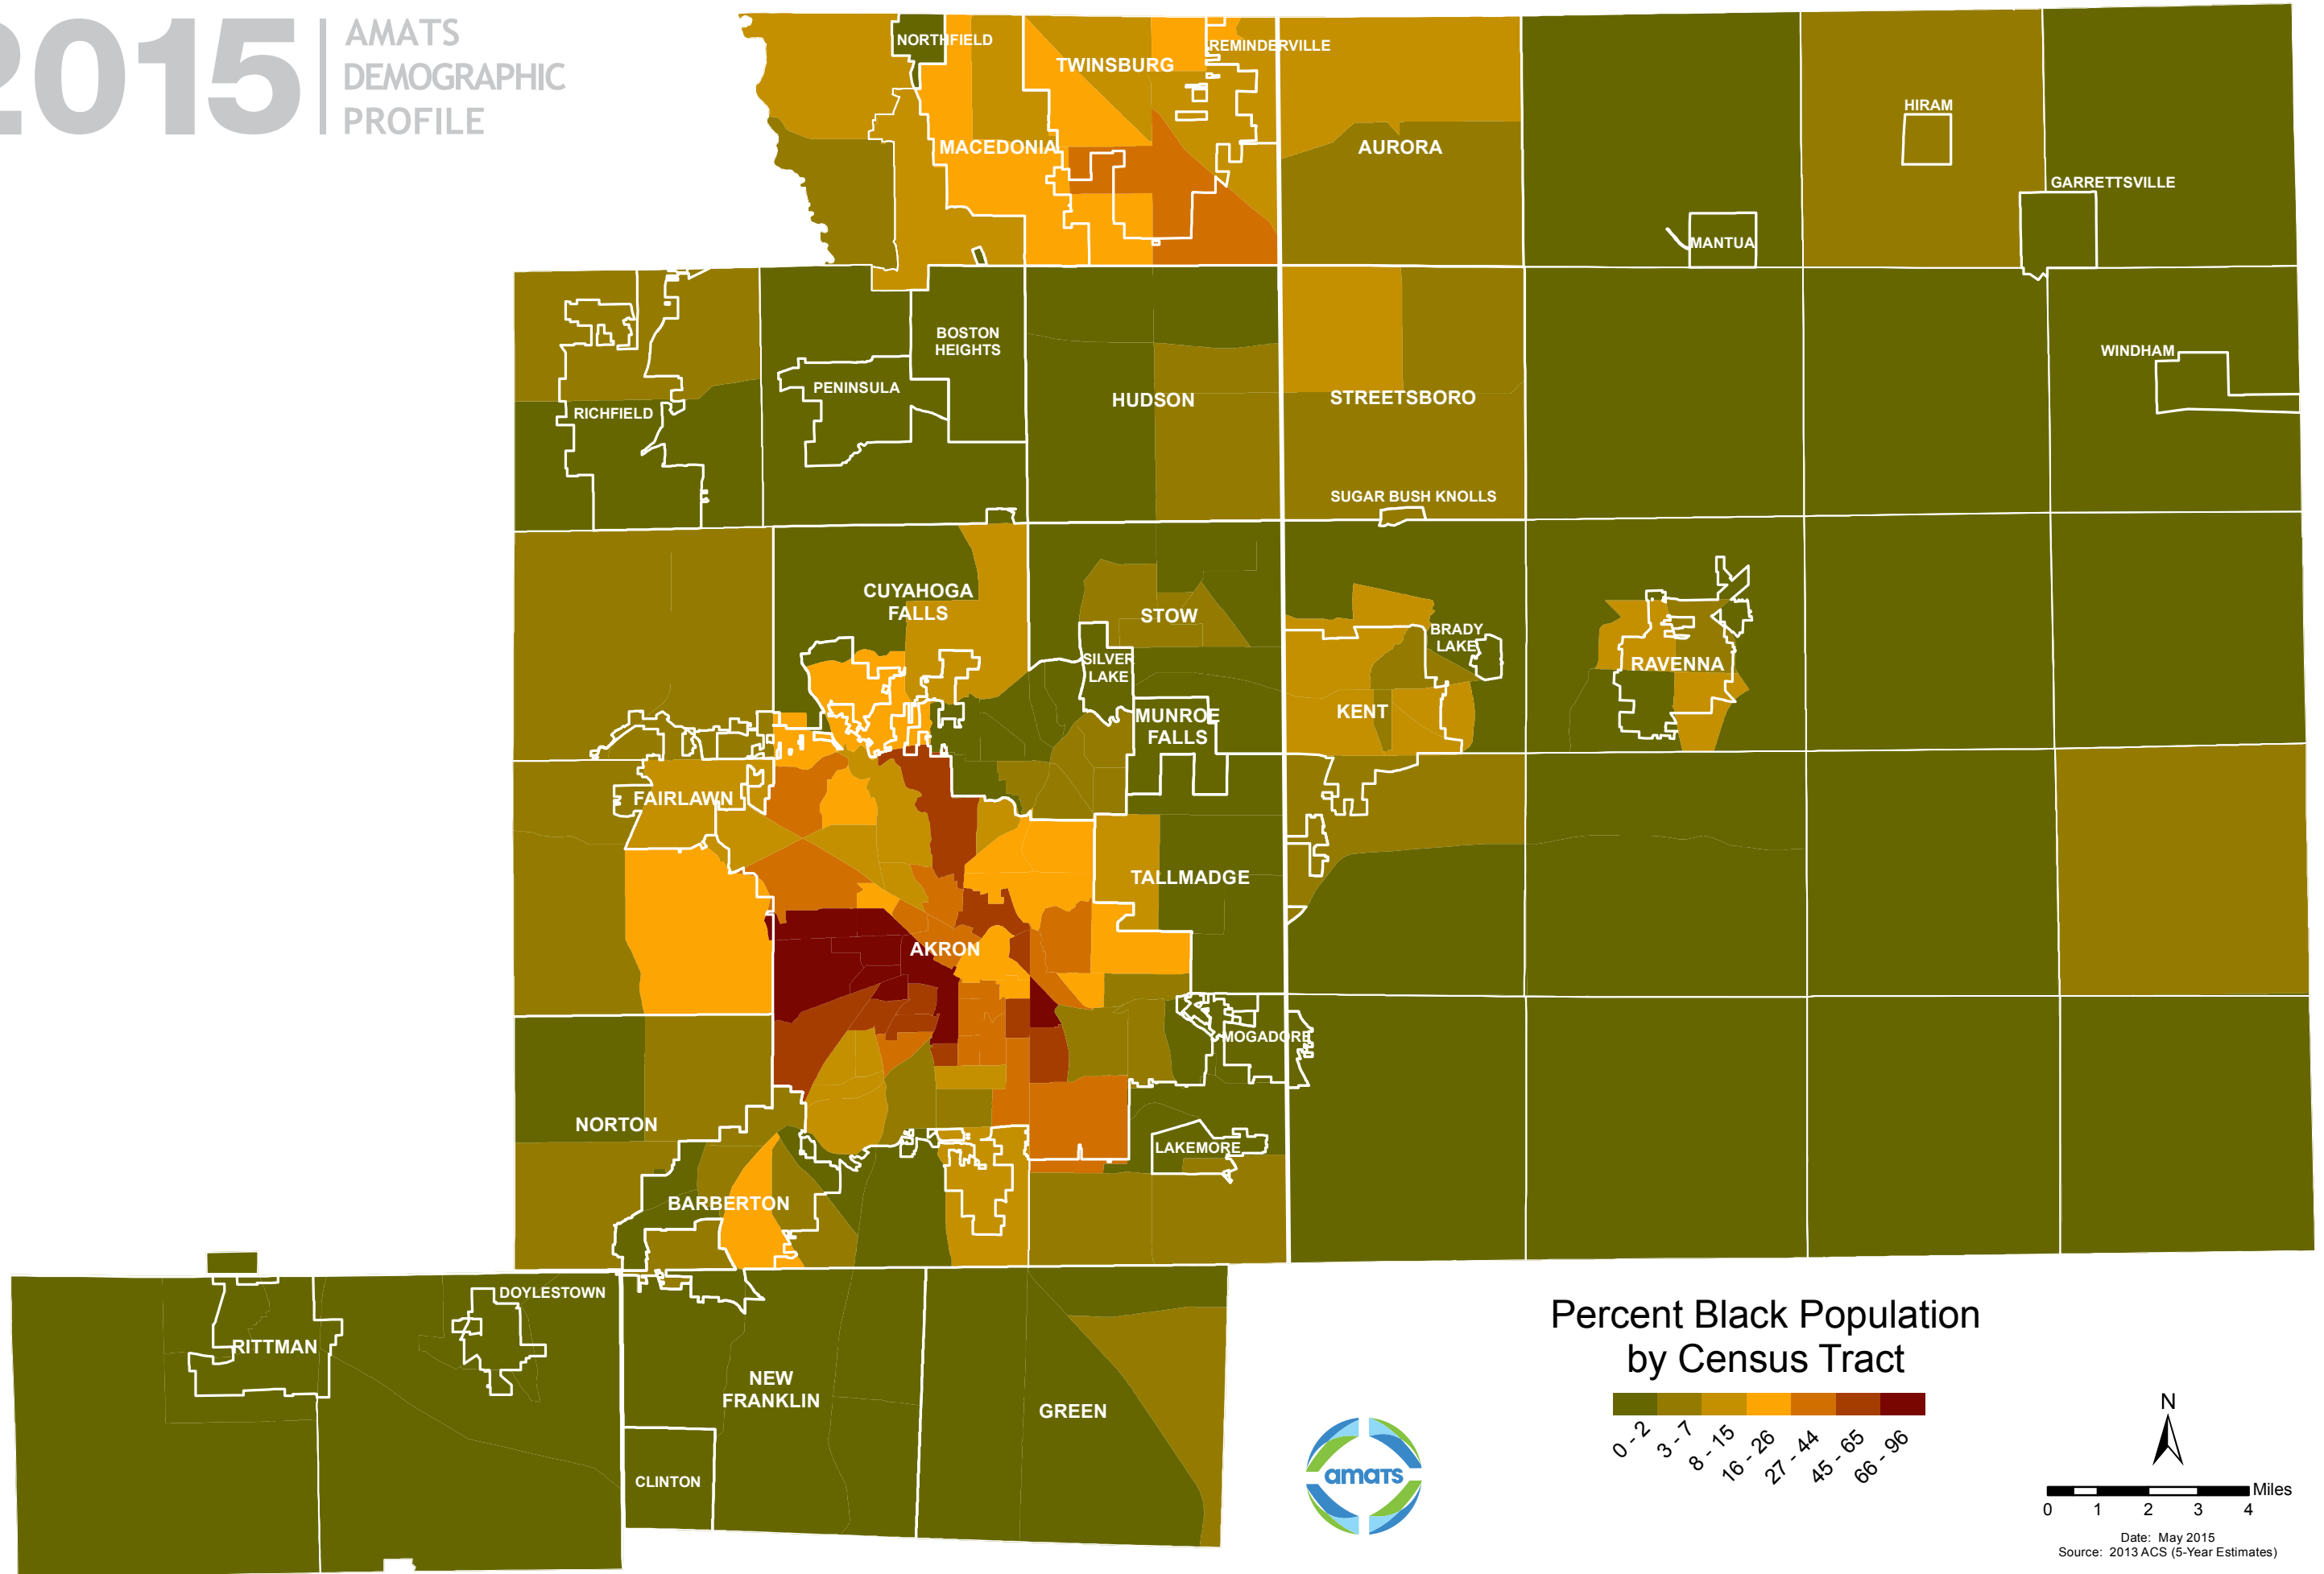 2015
AMATS
DEMOGRAPHIC
PROFILE
NORTHFIELD
REMINDERVILLE
TWINSBURG
HIRAM
MACEDONIA
AURORA
GARRETTSVILLE
MANTUA
BOSTON
HEIGHTS
WINDHAM
PENINSULA
HUDSON
STREETSBORO
RICHFIELD
SUGAR BUSH KNOLLS
CUYAHOGA
FALLS
STOW
BRADY
LAKE
SILVER
LAKE
RAVENNA
KENT
MUNROE
FALLS
FAIRLAWN
TALLMADGE
AKRON
MOGADORE
NORTON
LAKEMORE
BARBERTON
DOYLESTOWN
RITTMAN
NEW
FRANKLIN
GREEN
CLINTON
Percent Black Population
by Census Tract
0 - 2
3 - 7
8 - 15
16 - 26
27 - 44
45 - 65
66 - 96
amats
N
Miles
0 1 2 3 4
Date: May 2015
Source: 2013 ACS (5-Year Estimates)